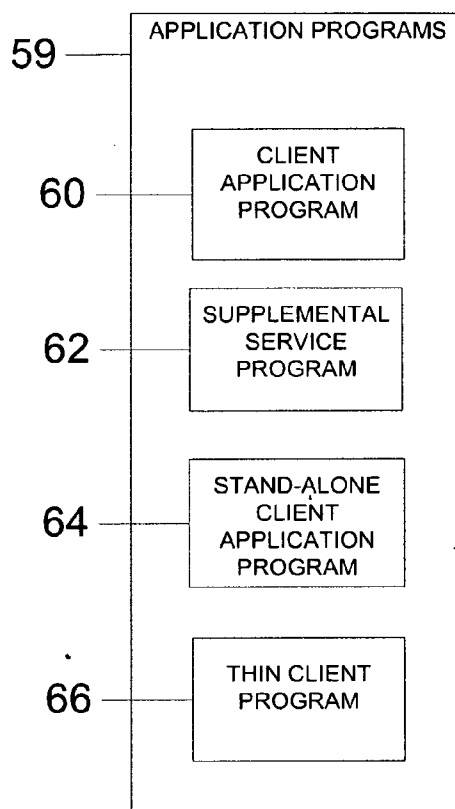 APPLICATION PROGRAMS
59
CLIENT
APPLICATION
PROGRAM
60
SUPPLEMENTAL
SERVICE
PROGRAM
62
STAND-ALONE
CLIENT
APPLICATION
PROGRAM
64
THIN CLIENT
PROGRAM
66